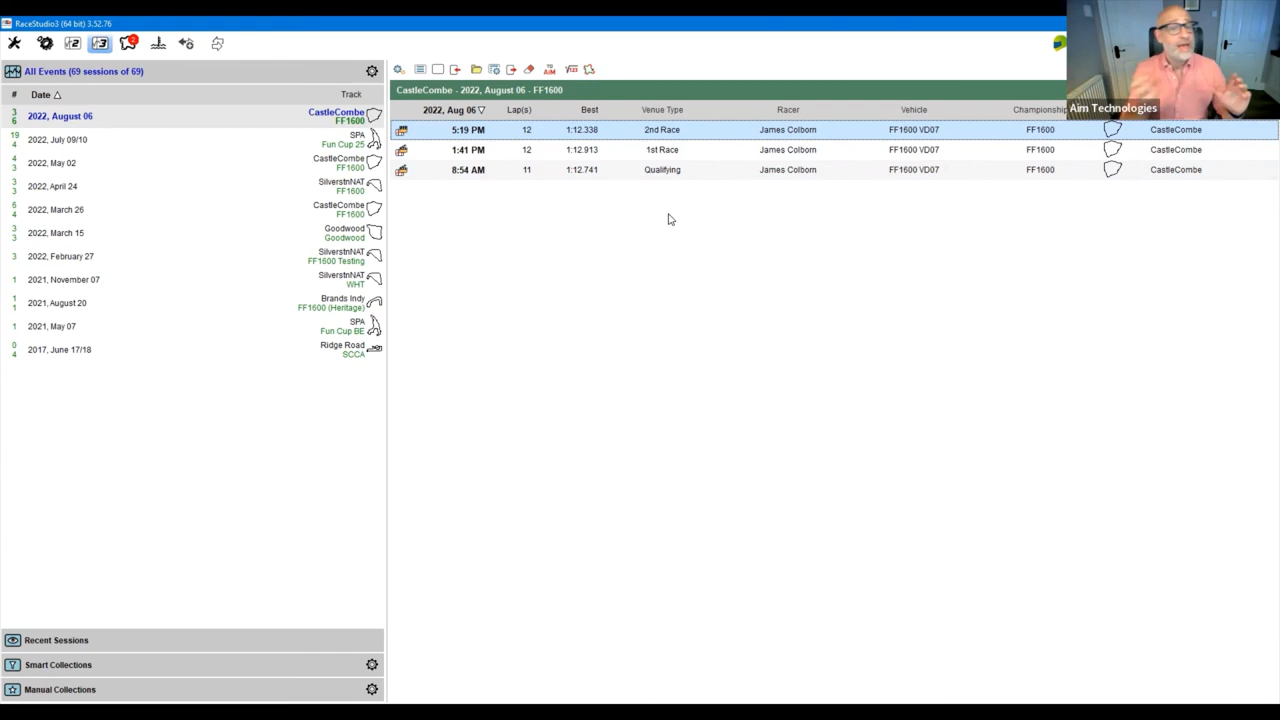 RaceStudio3 (64 bit) 3.52.76
2
3
2
All Events (69 sessions of 69)
# Date Track
3 6 2022, August 06 CastleCombe FF1600
19 4 2022, July 09/10 SPA Fun Cup 25
4 3 2022, May 02 CastleCombe FF1600
3 3 2022, April 24 SilverstnNAT FF1600
6 4 2022, March 26 CastleCombe FF1600
3 3 2022, March 15 Goodwood Goodwood
3 2022, February 27 SilverstnNAT FF1600 Testing
1 2021, November 07 SilverstnNAT WHT
1 1 2021, August 20 Brands Indy FF1600 (Heritage)
1 2021, May 07 SPA Fun Cup BE
0 4 2017, June 17/18 Ridge Road SCCA
Recent Sessions
Smart Collections
Manual Collections
TO AIM
CastleCombe - 2022, August 06 - FF1600
2022, Aug 06 Lap(s) Best Venue Type Racer Vehicle Championsh
5:19 PM 12 1:12.338 2nd Race James Colborn FF1600 VD07 FF1600 CastleCombe
1:41 PM 12 1:12.913 1st Race James Colborn FF1600 VD07 FF1600 CastleCombe
8:54 AM 11 1:12.741 Qualifying James Colborn FF1600 VD07 FF1600 CastleCombe
Aim Technologies